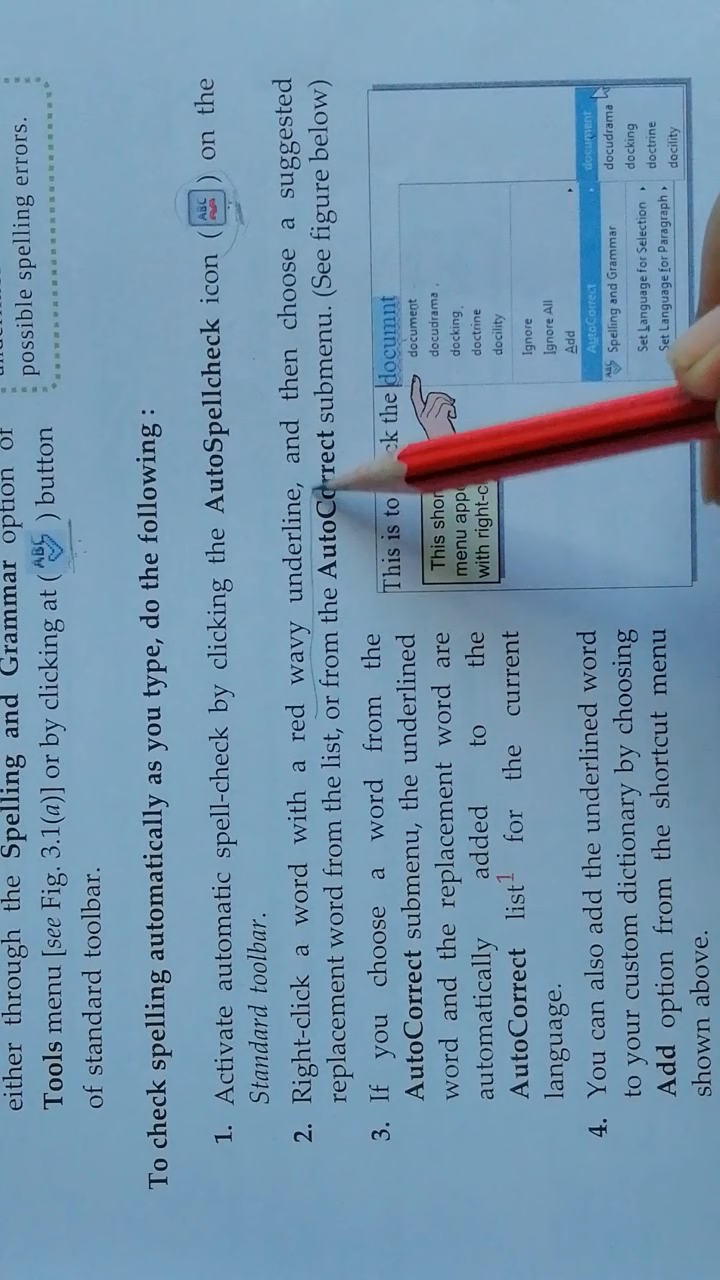 possible spelling errors.
either through the Spelling and Grammar option of
Tools menu [see Fig. 3.1(a)] or by clicking at ( ABC ) button
of standard toolbar.
To check spelling automatically as you type, do the following :
1. Activate automatic spell-check by clicking the AutoSpellcheck icon ( ABC ) on the
Standard toolbar.
2. Right-click a word with a red wavy underline, and then choose a suggested
replacement word from the list, or from the AutoCorrect submenu. (See figure below)
3. If you choose a word from the
AutoCorrect submenu, the underlined
word and the replacement word are
automatically added to the
AutoCorrect list1 for the current
language.
4. You can also add the underlined word
to your custom dictionary by choosing
Add option from the shortcut menu
shown above.
This is to ck the documnt
This shor
menu app
with right-c
document
docudrama
docking
doctrine
docility
Ignore
Ignore All
Add
AutoCorrect
ABC Spelling and Grammar
Set Language for Selection
Set Language for Paragraph
document
docudrama
docking
doctrine
docility